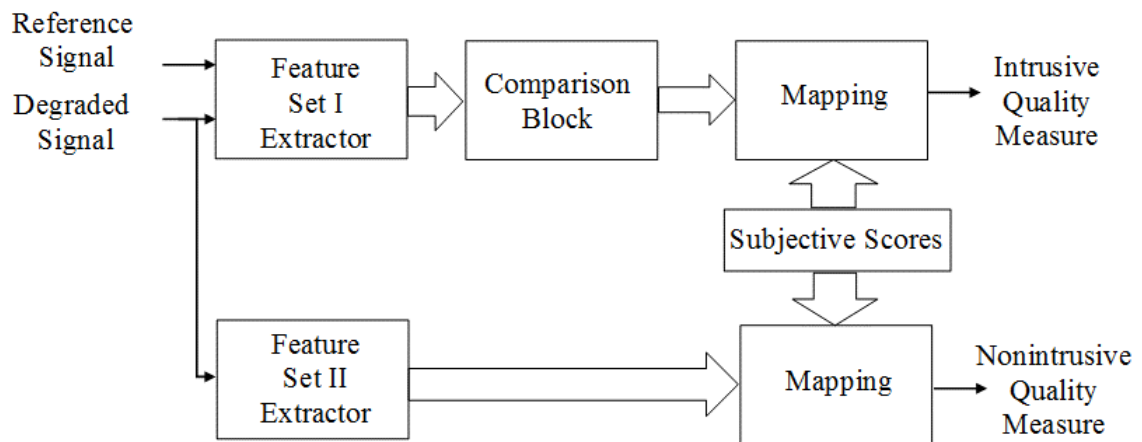 Reference
Signal
Degraded
Signal
Feature
Set I
Extractor
Comparison
Block
Mapping
Intrusive
Quality
Measure
Subjective Scores
Feature
Set II
Extractor
Mapping
Nonintrusive
Quality
Measure